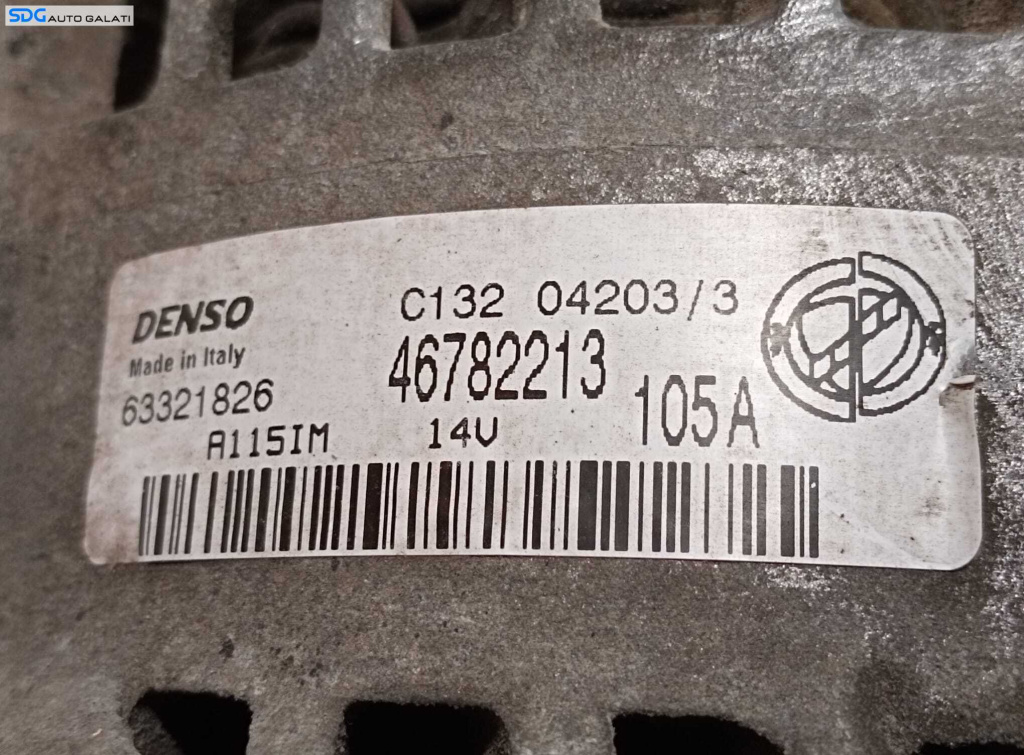 SDG AUTO GALATI
DENSO
C132 04203/3
Made in Italy
46782213
63321826
105A
A115IM
14V